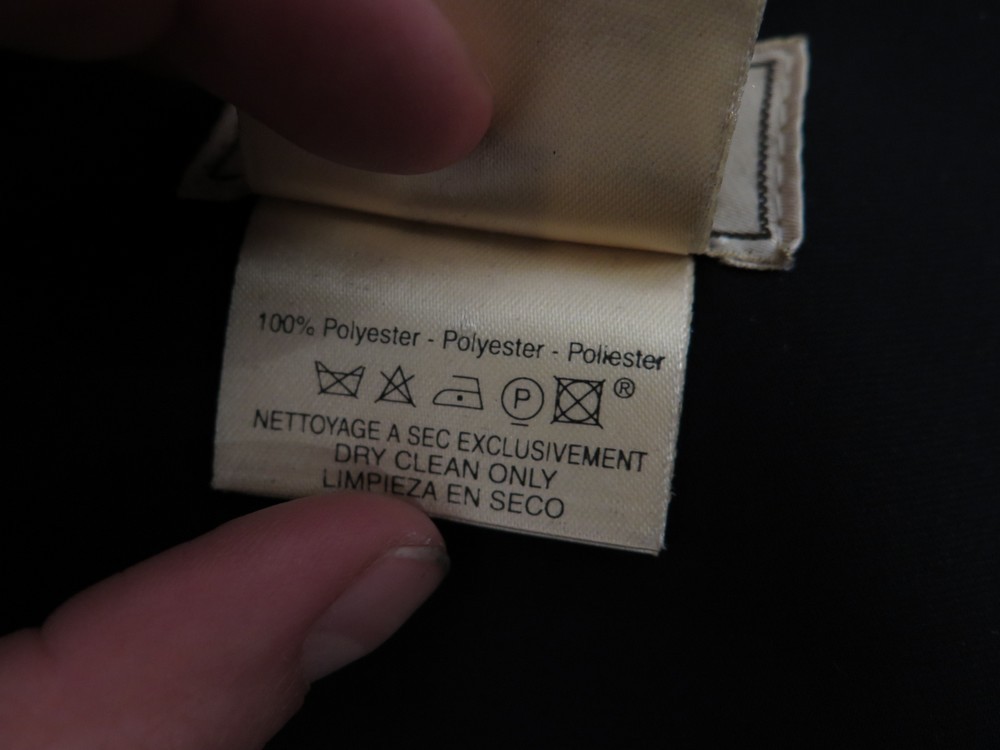 100% Polyester - Polyester - Poliester
P ®
NETTOYAGE A SEC EXCLUSIVEMENT
DRY CLEAN ONLY
LIMPIEZA EN SECO